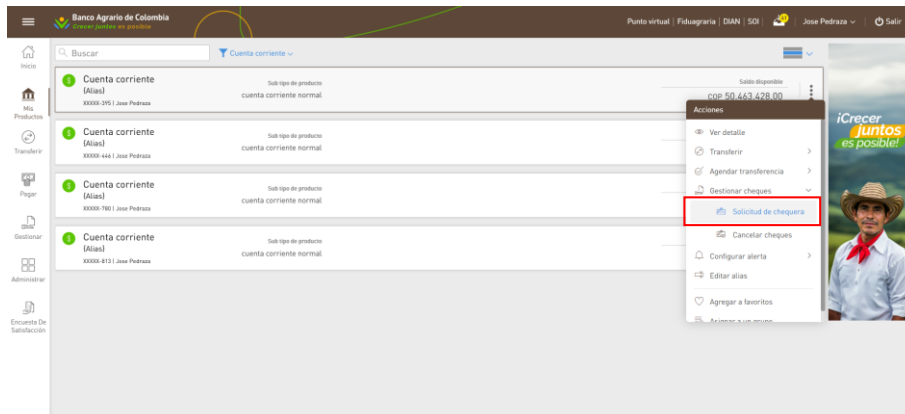 Banco Agrario de Colombia
Crecer juntos es posible
Punto virtual | Fiduagraria | DIAN | SOI | Jose Pedraza | Salir
Inicio
Mis Productos
Transferir
Pagar
Gestionar
Administrar
Encuesta De Satisfacción
Buscar
Cuenta corriente
Cuenta corriente
(Alias)
XXXXX-395 | Jose Pedraza
Sub tipo de producto
cuenta corriente normal
Saldo disponible
COP 50.463.428,00
Cuenta corriente
(Alias)
XXXXX-446 | Jose Pedraza
Sub tipo de producto
cuenta corriente normal
Cuenta corriente
(Alias)
XXXXX-780 | Jose Pedraza
Sub tipo de producto
cuenta corriente normal
Cuenta corriente
(Alias)
XXXXX-813 | Jose Pedraza
Sub tipo de producto
cuenta corriente normal
Acciones
Ver detalle
Transferir
Agendar transferencia
Gestionar cheques
Solicitud de chequera
Cancelar cheques
Configurar alerta
Editar alias
Agregar a favoritos
Asignar a un grupo
¡Crecer
juntos
es posible!